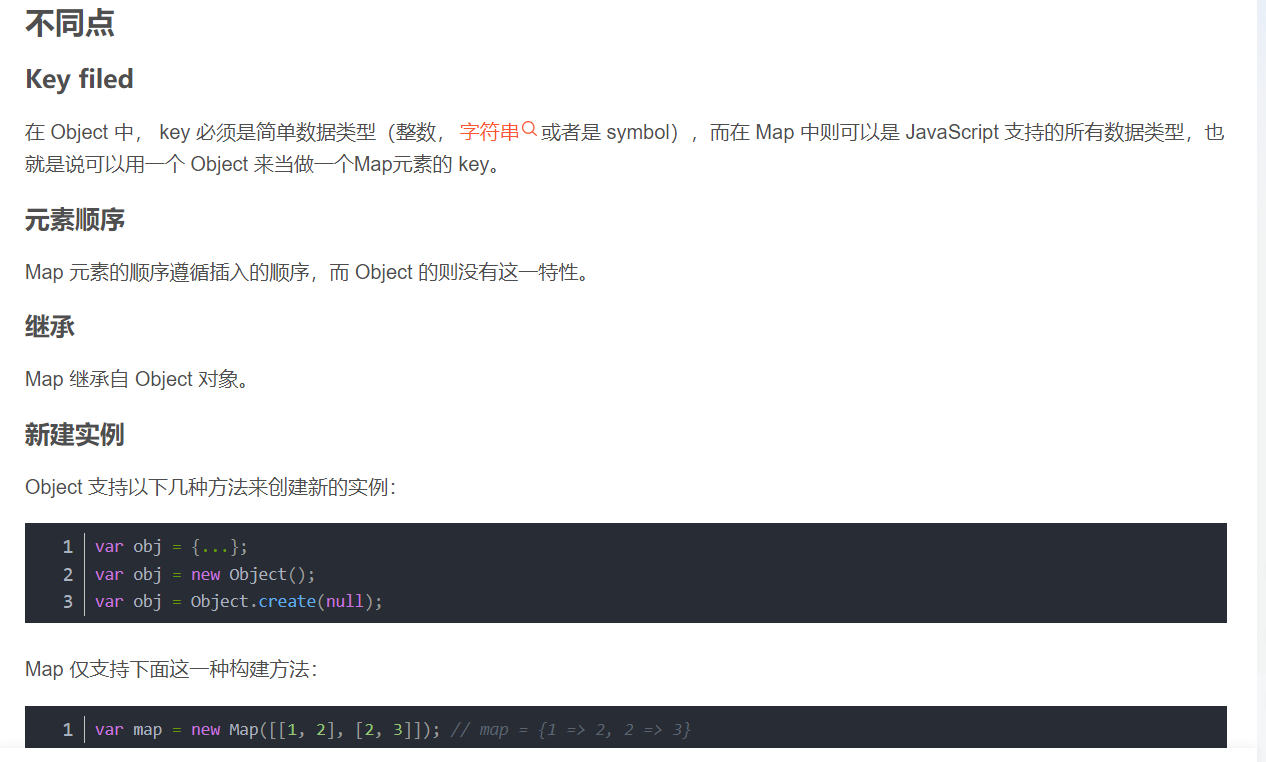 不同点
Key filed
在 Object 中， key 必须是简单数据类型（整数， 字符串 或者是 symbol），而在 Map 中则可以是 JavaScript 支持的所有数据类型，也
就是说可以用一个 Object 来当做一个Map元素的 key。
元素顺序
Map 元素的顺序遵循插入的顺序，而 Object 的则没有这一特性。
继承
Map 继承自 Object 对象。
新建实例
Object 支持以下几种方法来创建新的实例：
1 var obj = {...};
2 var obj = new Object();
3 var obj = Object.create(null);
Map 仅支持下面这一种构建方法：
1 var map = new Map([[1, 2], [2, 3]]); // map = {1 => 2, 2 => 3}